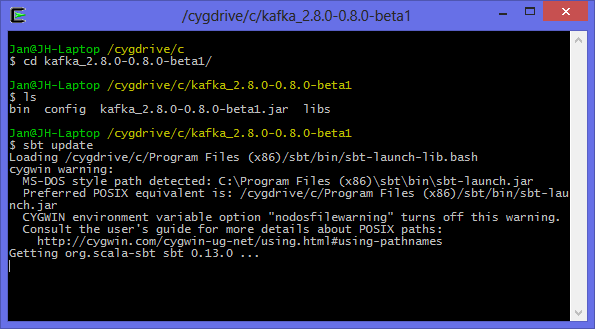 /cygdrive/c/kafka_2.8.0-0.8.0-beta1
Jan@JH-Laptop /cygdrive/c
$ cd kafka_2.8.0-0.8.0-beta1/
Jan@JH-Laptop /cygdrive/c/kafka_2.8.0-0.8.0-beta1
$ ls
bin  config  kafka_2.8.0-0.8.0-beta1.jar  libs
Jan@JH-Laptop /cygdrive/c/kafka_2.8.0-0.8.0-beta1
$ sbt update
Loading /cygdrive/c/Program Files (x86)/sbt/bin/sbt-launch-lib.bash
cygwin warning:
  MS-DOS style path detected: C:\Program Files (x86)\sbt\bin\sbt-launch.jar
  Preferred POSIX equivalent is: /cygdrive/c/Program Files (x86)/sbt/bin/sbt-lau
nch.jar
  CYGWIN environment variable option "nodosfilewarning" turns off this warning.
  Consult the user's guide for more details about POSIX paths:
    http://cygwin.com/cygwin-ug-net/using.html#using-pathnames
Getting org.scala-sbt sbt 0.13.0 ...